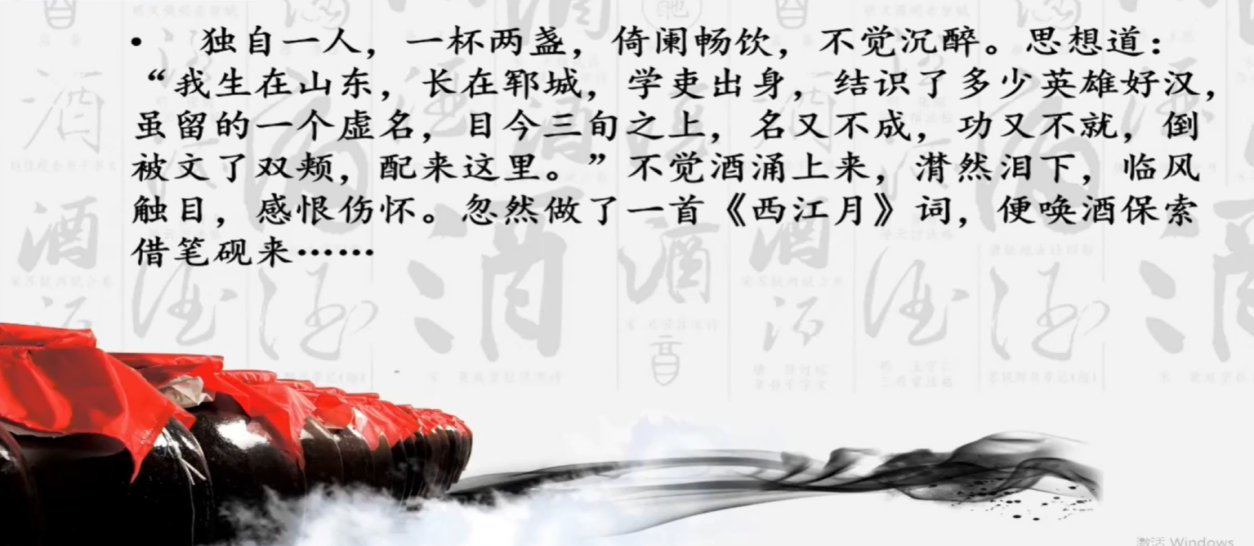 • 独自一人，一杯两盏，倚阑畅饮，不觉沉醉。思想道：
“我生在山东，长在郓城，学吏出身，结识了多少英雄好汉，
虽留的一个虚名，目今三旬之上，名又不成，功又不就，倒
被文了双颊，配来这里。”不觉酒涌上来，潸然泪下，临风
触目，感恨伤怀。忽然做了一首《西江月》词，便唤酒保索
借笔砚来……
激活 Windows